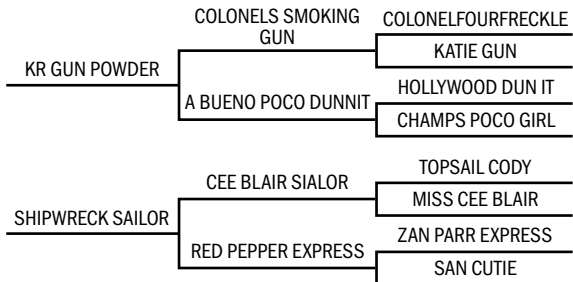 COLONELS SMOKING
GUN
COLONELFOURFRECKLE
KATIE GUN
KR GUN POWDER
HOLLYWOOD DUN IT
A BUENO POCO DUNNIT
CHAMPS POCO GIRL
TOPSAIL CODY
CEE BLAIR SIALOR
MISS CEE BLAIR
SHIPWRECK SAILOR
ZAN PARR EXPRESS
RED PEPPER EXPRESS
SAN CUTIE